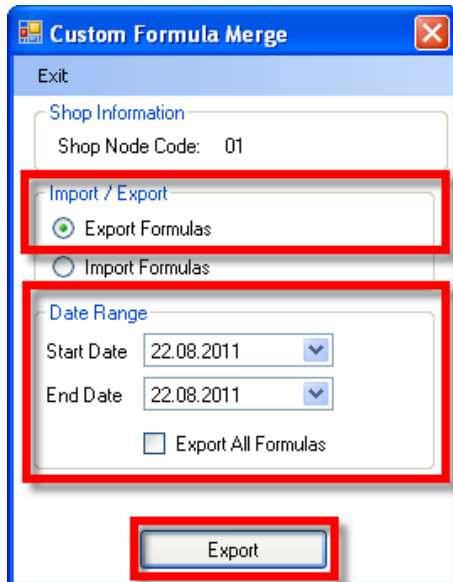 Custom Formula Merge
Exit
Shop Information
Shop Node Code: 01
Import / Export
Export Formulas
Import Formulas
Date Range
Start Date 22.08.2011
End Date 22.08.2011
Export All Formulas
Export